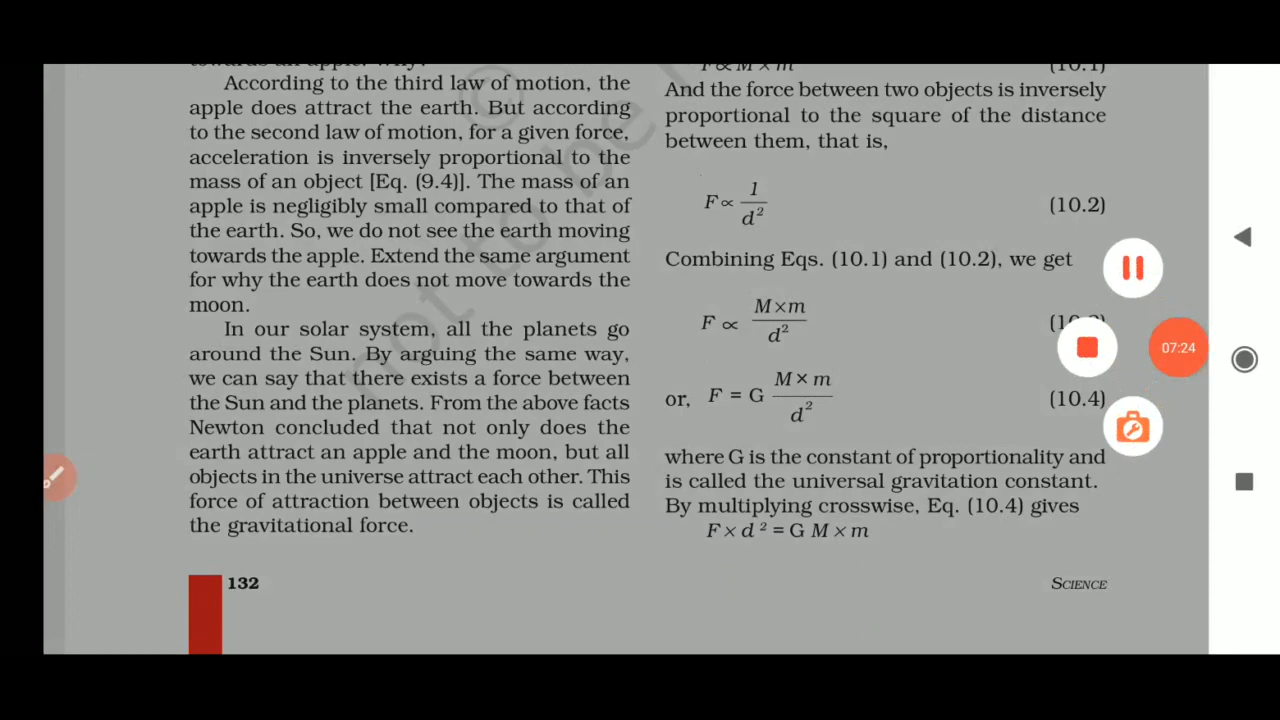 towards an apple. Why?
According to the third law of motion, the
apple does attract the earth. But according
to the second law of motion, for a given force,
acceleration is inversely proportional to the
mass of an object [Eq. (9.4)]. The mass of an
apple is negligibly small compared to that of
the earth. So, we do not see the earth moving
towards the apple. Extend the same argument
for why the earth does not move towards the
moon.
In our solar system, all the planets go
around the Sun. By arguing the same way,
we can say that there exists a force between
the Sun and the planets. From the above facts
Newton concluded that not only does the
earth attract an apple and the moon, but all
objects in the universe attract each other. This
force of attraction between objects is called
the gravitational force.
F ∝ M × m (10.1)
And the force between two objects is inversely
proportional to the square of the distance
between them, that is,
F ∝ 1/d² (10.2)
Combining Eqs. (10.1) and (10.2), we get
F ∝ M×m/d²
or, F = G M × m/d² (10.4)
where G is the constant of proportionality and
is called the universal gravitation constant.
By multiplying crosswise, Eq. (10.4) gives
F × d ² = G M × m
132
SCIENCE
©
not to be
07:24